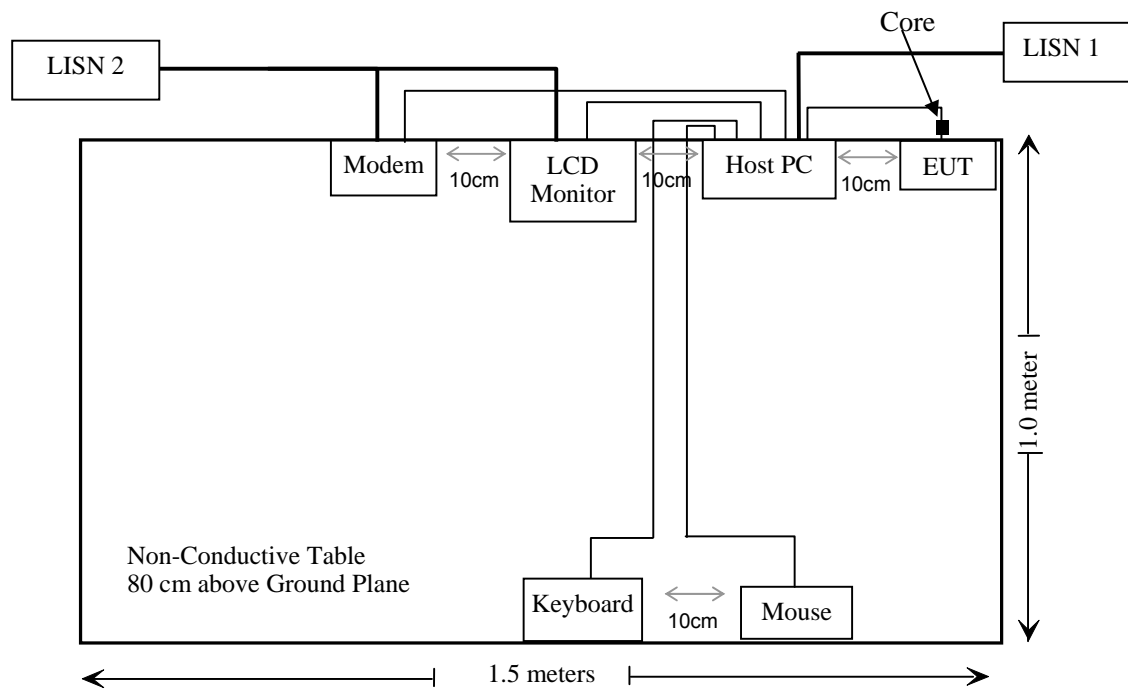 Core
LISN 2
LISN 1
Modem
10cm
LCD
Monitor
10cm
Host PC
10cm
EUT
1.0 meter
Non-Conductive Table
80 cm above Ground Plane
Keyboard
10cm
Mouse
1.5 meters